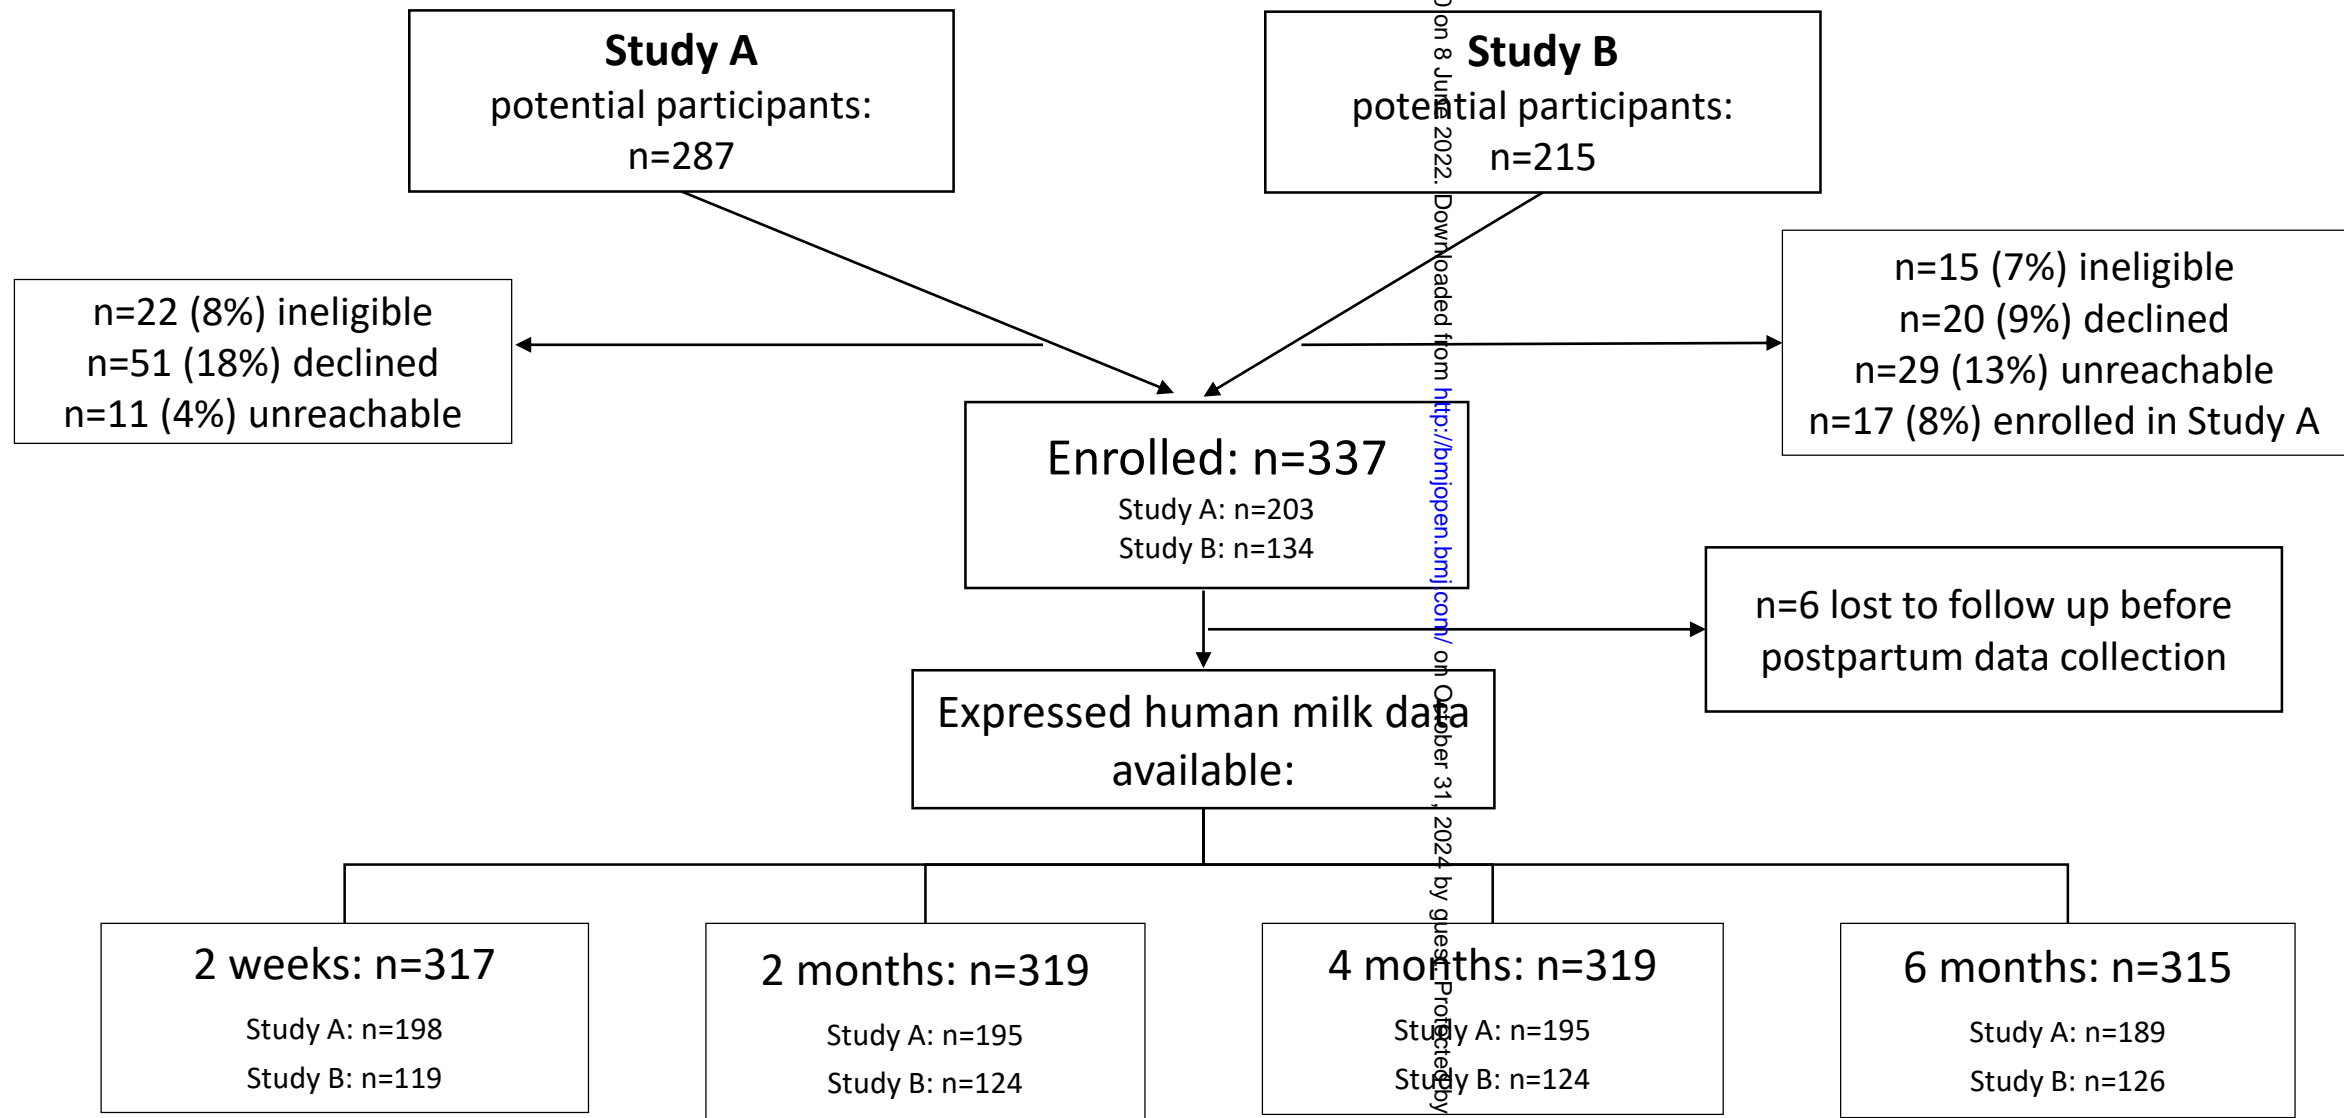 Study A
potential participants:
n=287
Study B
potential participants:
n=215
n=22 (8%) ineligible
n=51 (18%) declined
n=11 (4%) unreachable
n=15 (7%) ineligible
n=20 (9%) declined
n=29 (13%) unreachable
n=17 (8%) enrolled in Study A
Enrolled: n=337
Study A: n=203
Study B: n=134
n=6 lost to follow up before
postpartum data collection
Expressed human milk data
available:
2 weeks: n=317
Study A: n=198
Study B: n=119
2 months: n=319
Study A: n=195
Study B: n=124
4 months: n=319
Study A: n=195
Study B: n=124
6 months: n=315
Study A: n=189
Study B: n=126
on 8 June 2022. Downloaded from http://bmjopen.bmj.com/ on October 31, 2024 by guest. Protected by